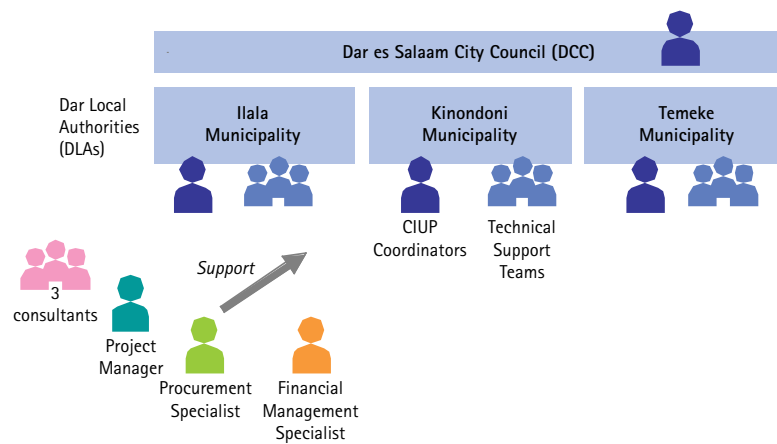 Dar es Salaam City Council (DCC)
Dar Local
Authorities
(DLAs)
Ilala
Municipality
Kinondoni
Municipality
Temeke
Municipality
CIUP
Coordinators
Technical
Support
Teams
Support
3
consultants
Project
Manager
Procurement
Specialist
Financial
Management
Specialist